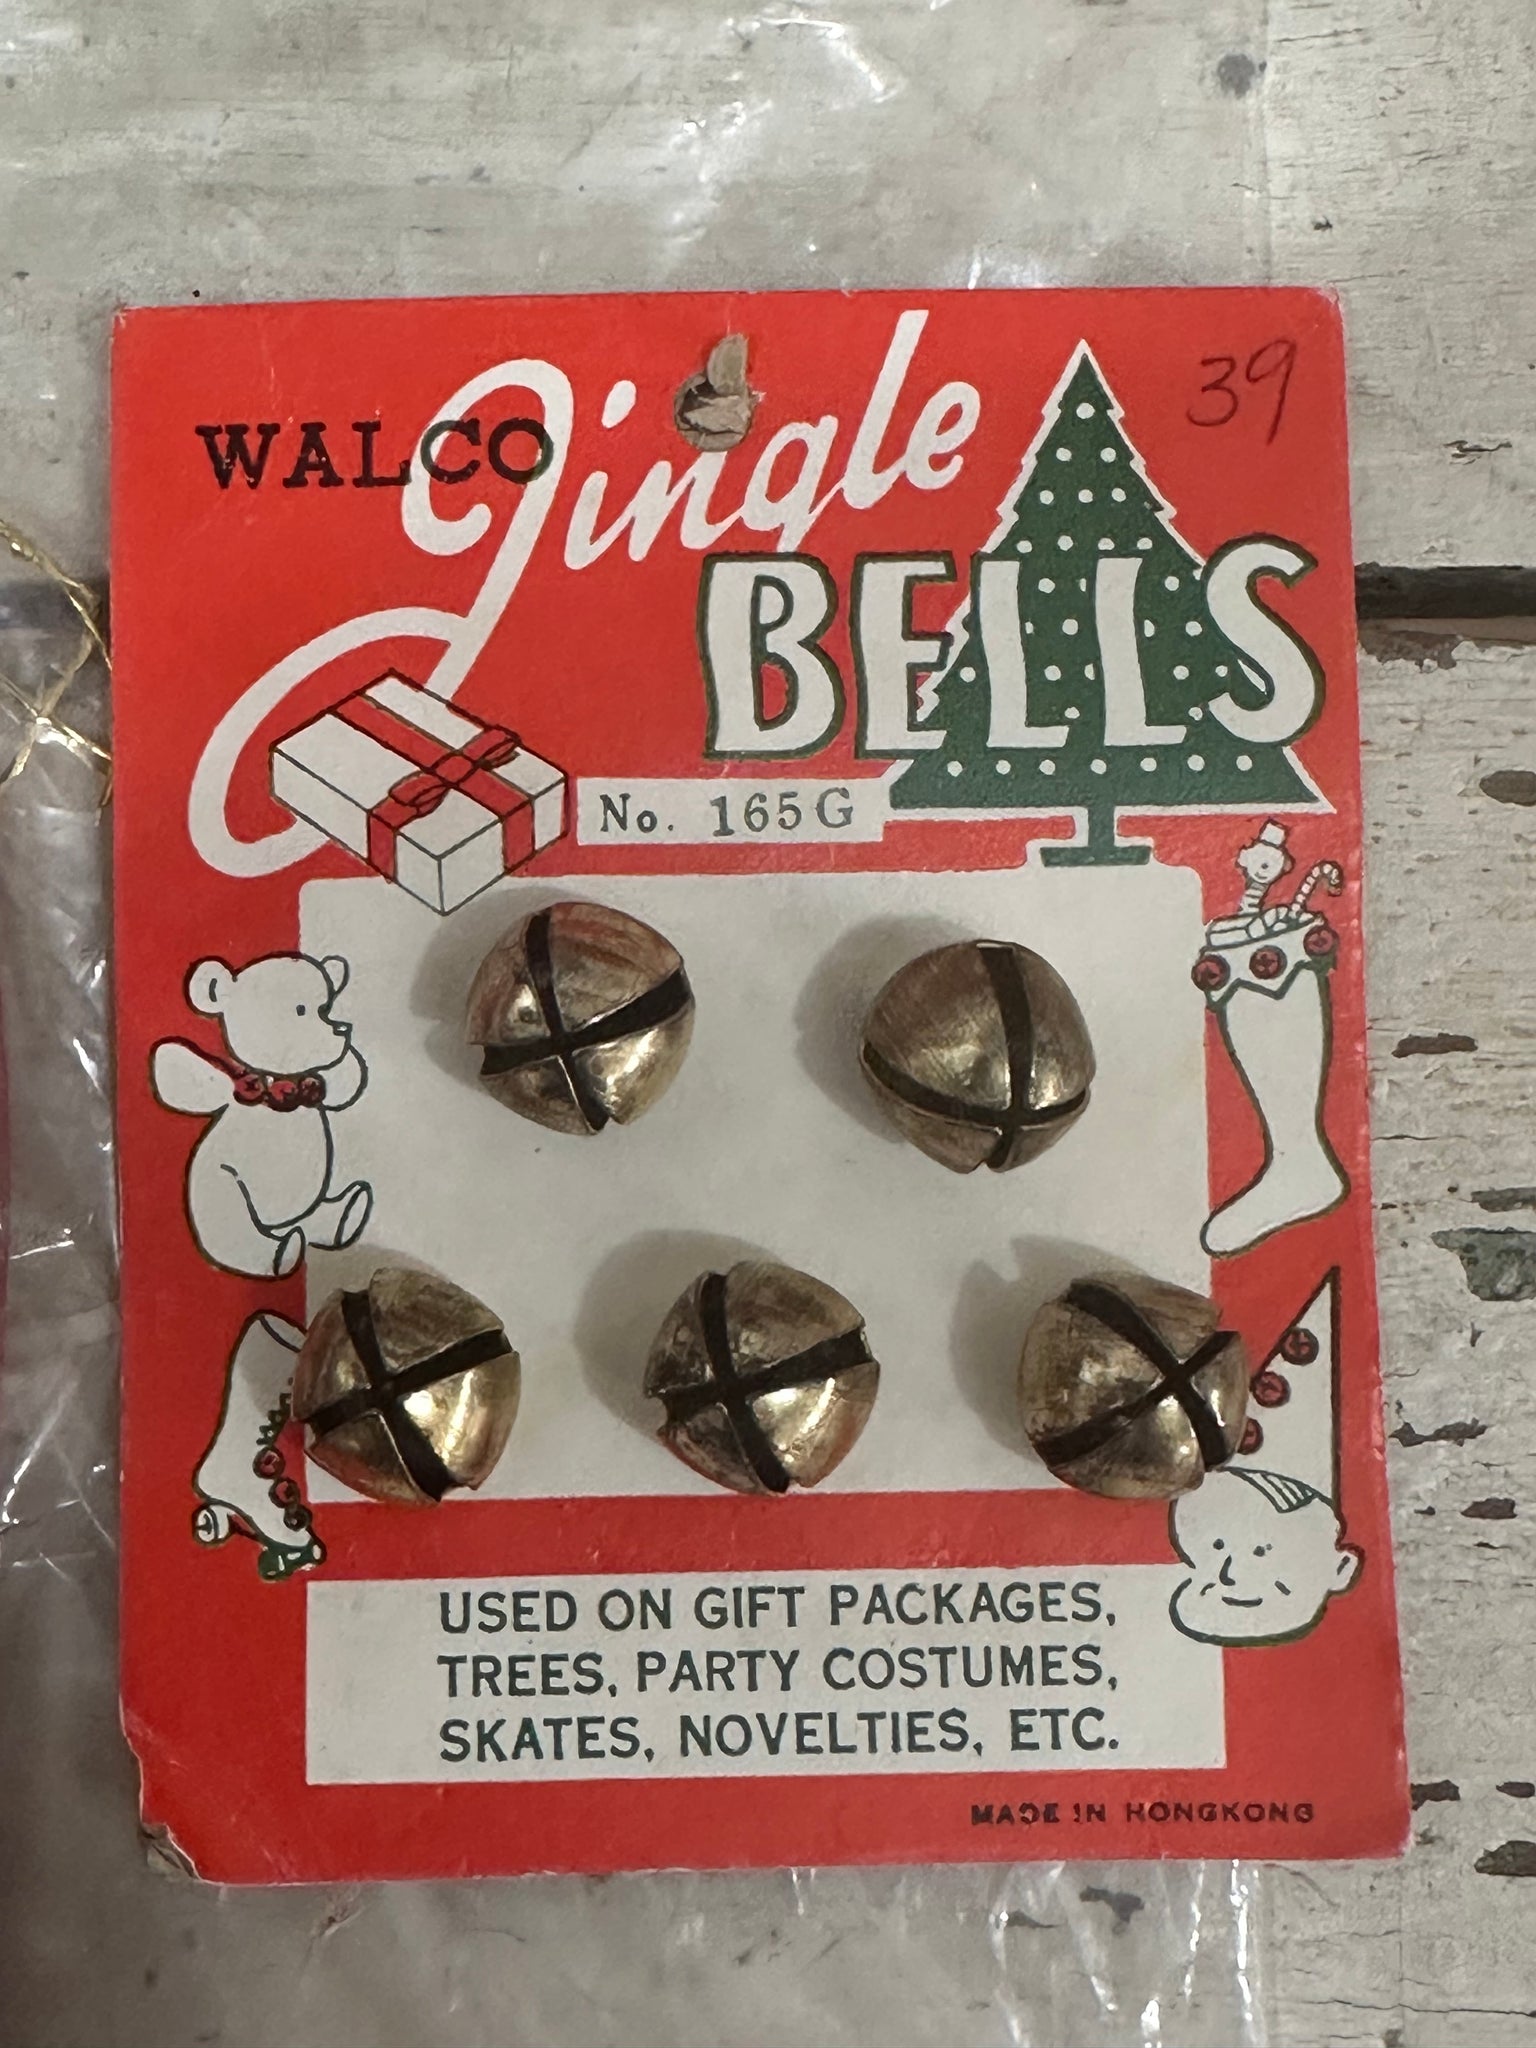 WALCO
Jingle
BELLS
39
No. 165G
USED ON GIFT PACKAGES,
TREES, PARTY COSTUMES,
SKATES, NOVELTIES, ETC.
MADE IN HONGKONG